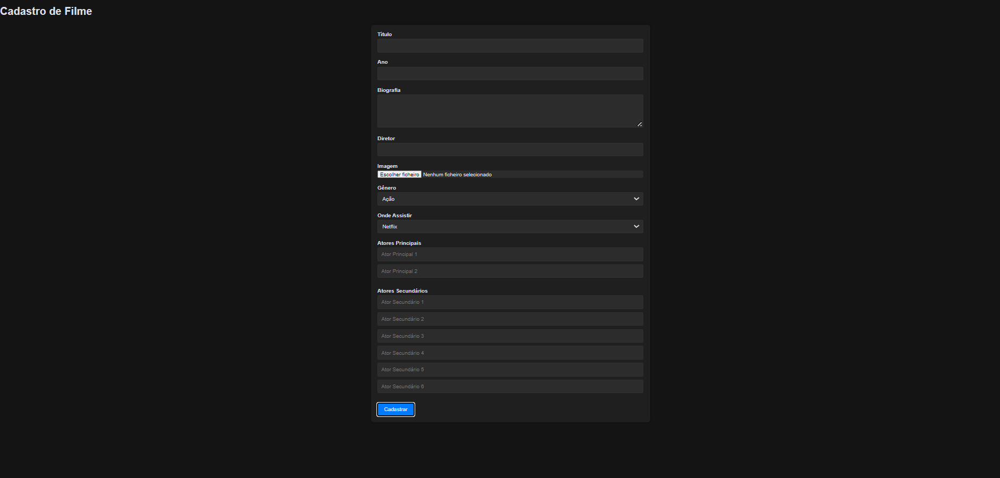 Cadastro de Filme
Título
Ano
Biografia
Diretor
Imagem
Escolher ficheiro Nenhum ficheiro selecionado
Gênero
Ação
Onde Assistir
Netflix
Atores Principais
Ator Principal 1
Ator Principal 2
Atores Secundários
Ator Secundário 1
Ator Secundário 2
Ator Secundário 3
Ator Secundário 4
Ator Secundário 5
Ator Secundário 6
Cadastrar